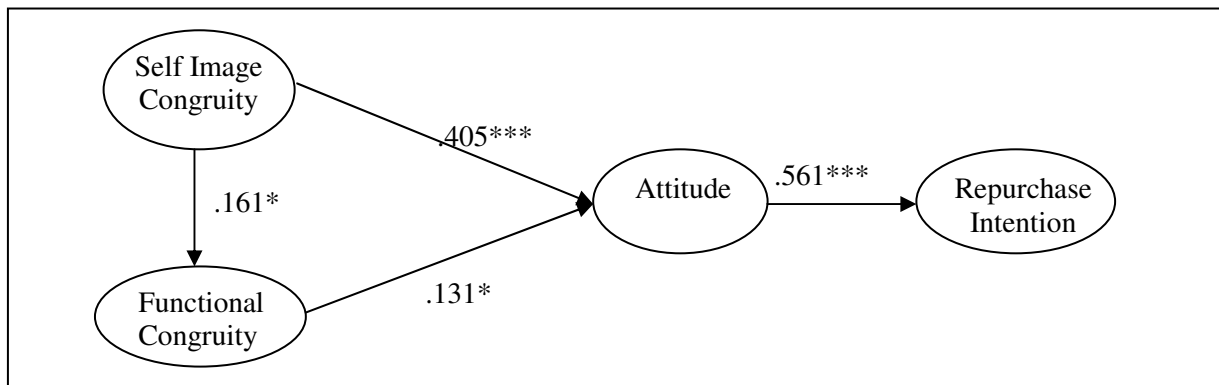 Self Image
Congruity
.405***
.161*
Attitude
.561***
Repurchase
Intention
.131*
Functional
Congruity